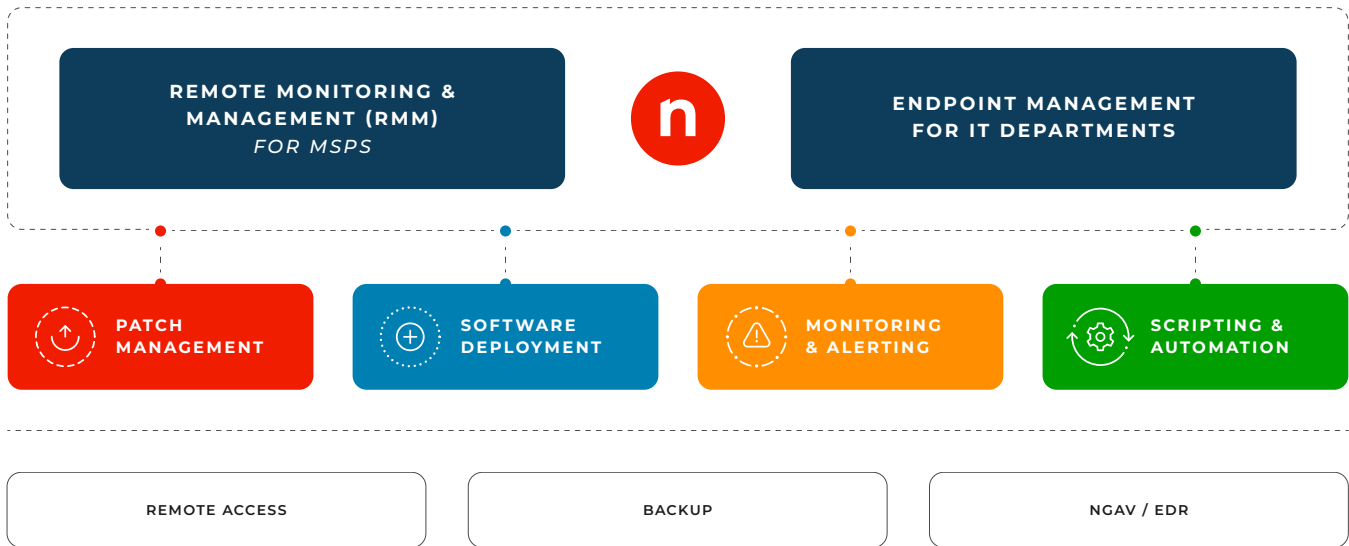 REMOTE MONITORING &
MANAGEMENT (RMM)
FOR MSPS
n
ENDPOINT MANAGEMENT
FOR IT DEPARTMENTS
PATCH
MANAGEMENT
SOFTWARE
DEPLOYMENT
MONITORING
& ALERTING
SCRIPTING &
AUTOMATION
REMOTE ACCESS
BACKUP
NGAV / EDR